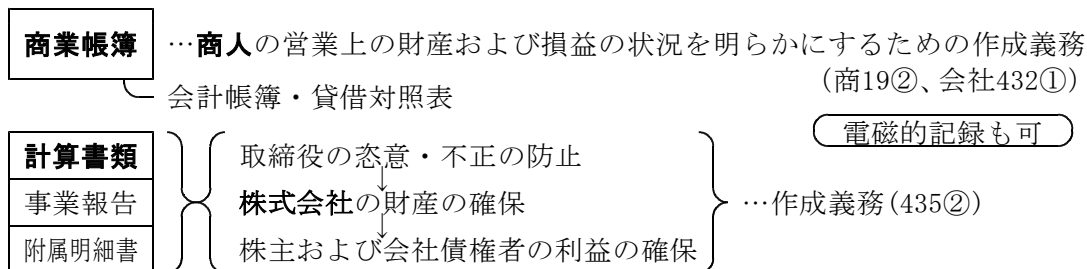 商業帳簿 …商人の営業上の財産および損益の状況を明らかにするための作成義務
(商19②、会社432①)
会計帳簿・貸借対照表
電磁的記録も可
計算書類 取締役の恣意・不正の防止
↓
事業報告 株式会社の財産の確保 …作成義務(435②)
↓
附属明細書 株主および会社債権者の利益の確保